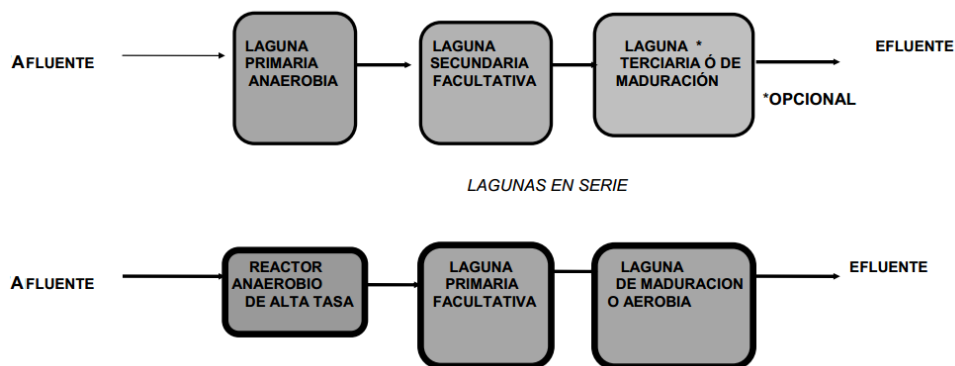 AFLUENTE
LAGUNA
PRIMARIA
ANAEROBIA
LAGUNA
SECUNDARIA
FACULTATIVA
LAGUNA *
TERCIARIA Ó DE
MADURACIÓN
EFLUENTE
*OPCIONAL
LAGUNAS EN SERIE
AFLUENTE
REACTOR
ANAEROBIO
DE ALTA TASA
LAGUNA
PRIMARIA
FACULTATIVA
LAGUNA
DE MADURACION
O AEROBIA
EFLUENTE